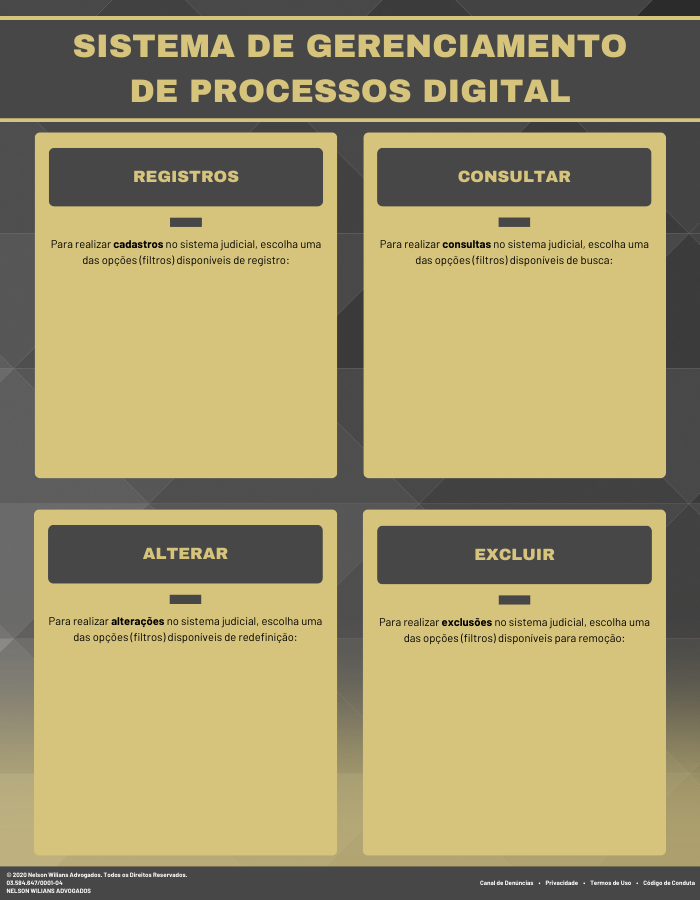 SISTEMA DE GERENCIAMENTO
DE PROCESSOS DIGITAL
REGISTROS
Para realizar cadastros no sistema judicial, escolha uma
das opções (filtros) disponíveis de registro:
CONSULTAR
Para realizar consultas no sistema judicial, escolha uma
das opções (filtros) disponíveis de busca:
ALTERAR
Para realizar alterações no sistema judicial, escolha uma
das opções (filtros) disponíveis de redefinição:
EXCLUIR
Para realizar exclusões no sistema judicial, escolha uma
das opções (filtros) disponíveis para remoção:
© 2020 Nelson Wilians Advogados. Todos os Direitos Reservados.
03.584.647/0001-04
NELSON WILIANS ADVOGADOS
Canal de Denúncias • Privacidade • Termos de Uso • Código de Conduta